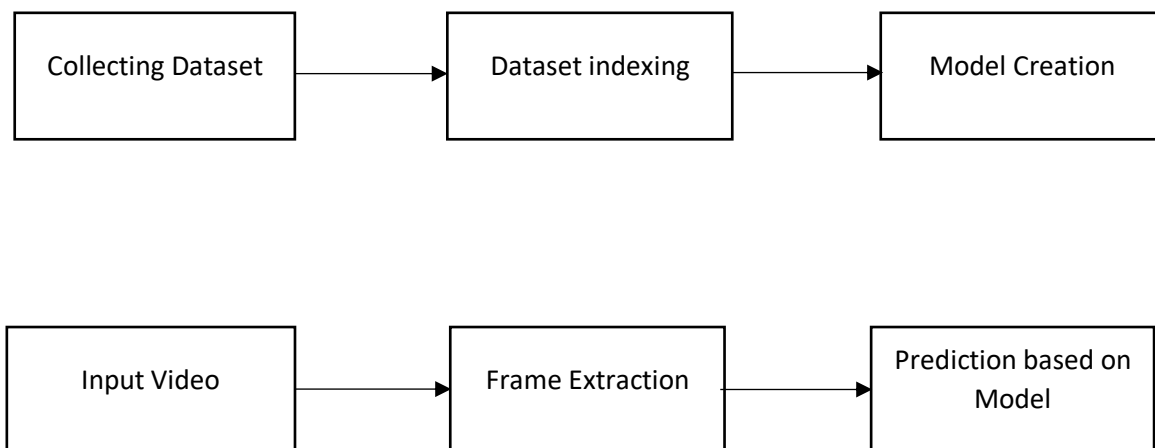 Collecting Dataset
Dataset indexing
Model Creation
Input Video
Frame Extraction
Prediction based on
Model